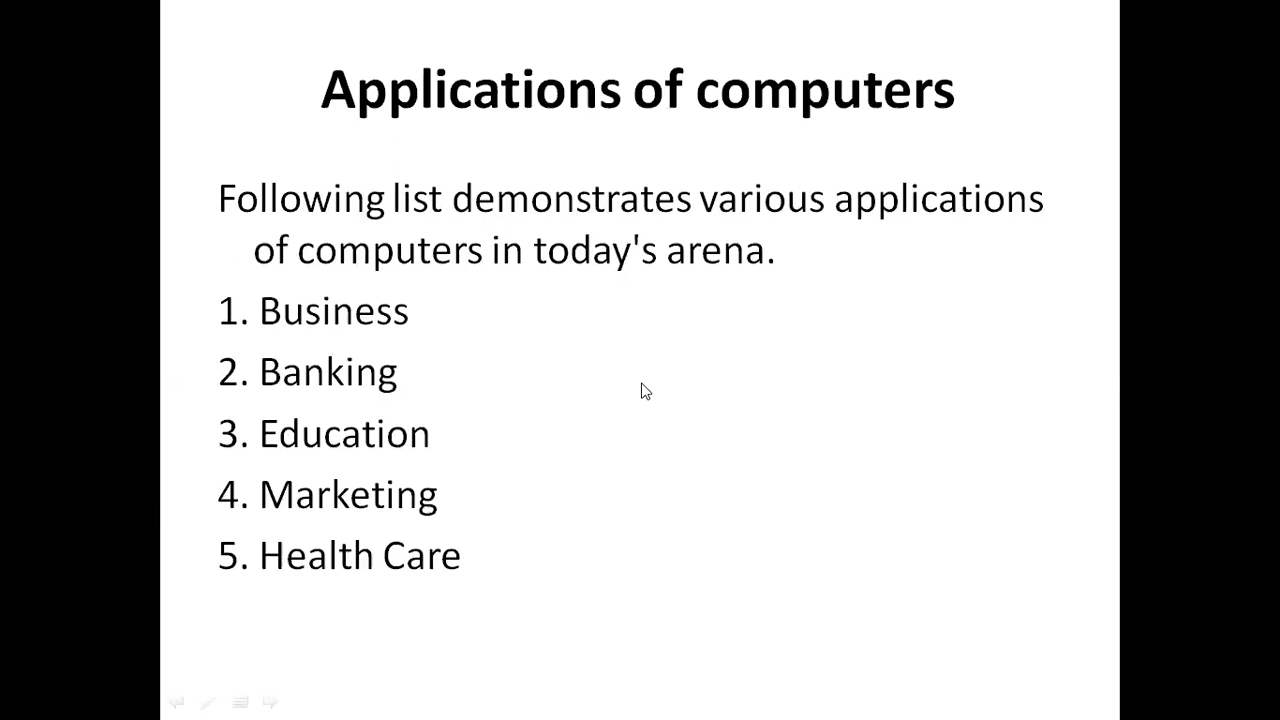 Applications of computers
Following list demonstrates various applications
of computers in today's arena.
1. Business
2. Banking
3. Education
4. Marketing
5. Health Care